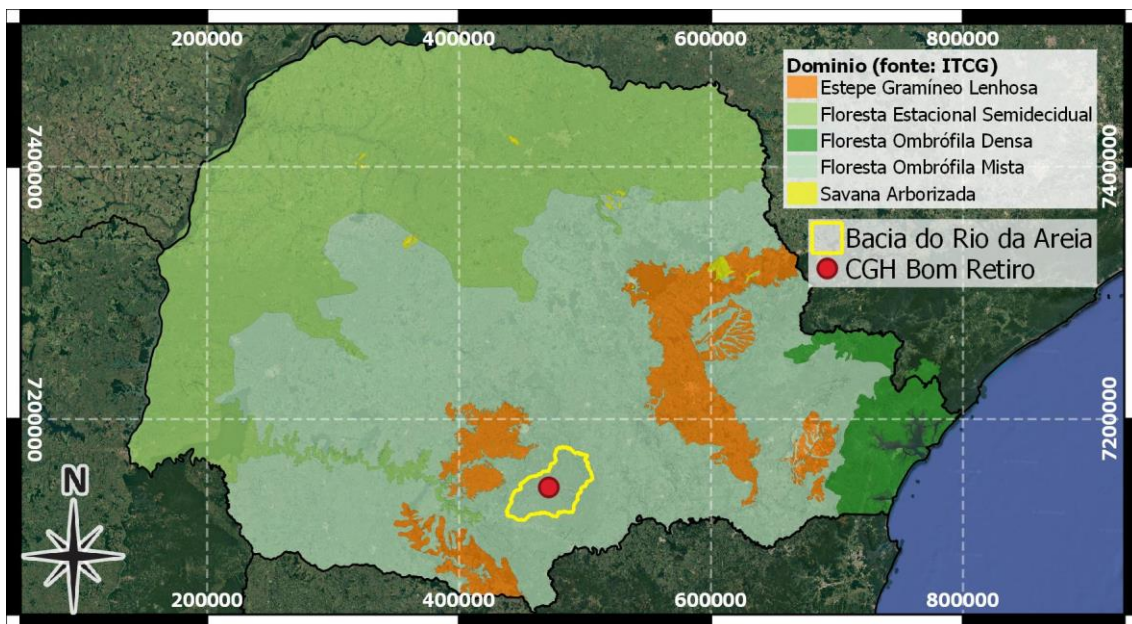 200000 400000 600000 800000
Dominio (fonte: ITCG)
Estepe Gramíneo Lenhosa
Floresta Estacional Semidecidual
Floresta Ombrófila Densa
Floresta Ombrófila Mista
Savana Arborizada
Bacia do Rio da Areia
CGH Bom Retiro
7400000 7400000
7200000 7200000
N
200000 400000 600000 800000